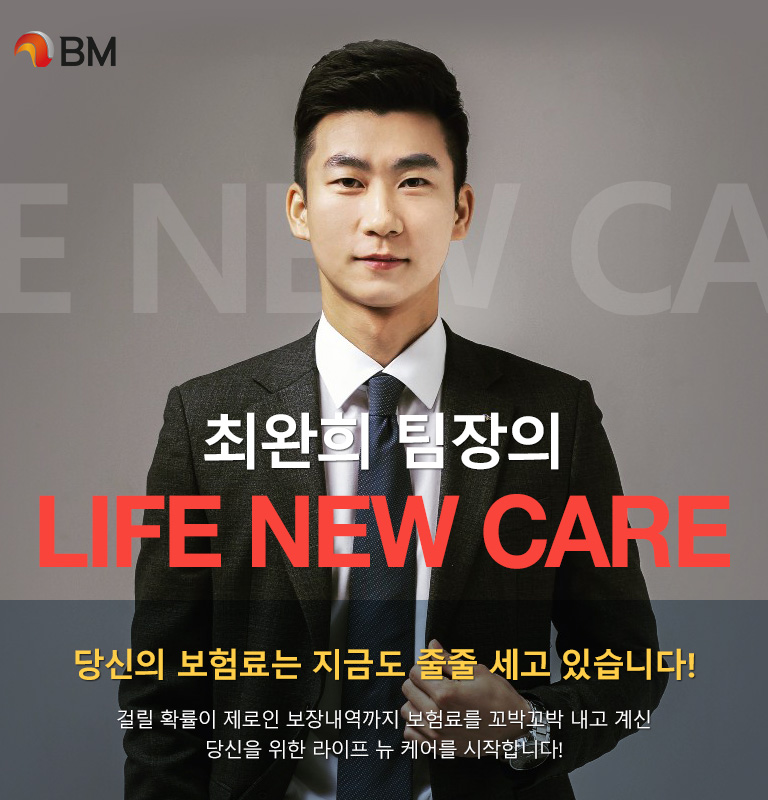 BM
E NEW CA
최완희 팀장의
LIFE NEW CARE
당신의 보험료는 지금도 줄줄 세고 있습니다!
걸릴 확률이 제로인 보장내역까지 보험료를 꼬박꼬박 내고 계신
당신을 위한 라이프 뉴 케어를 시작합니다!